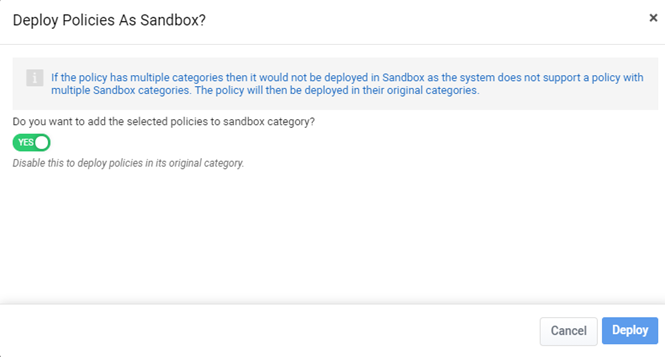 Deploy Policies As Sandbox?
×
i
If the policy has multiple categories then it would not be deployed in Sandbox as the system does not support a policy with
multiple Sandbox categories. The policy will then be deployed in their original categories.
Do you want to add the selected policies to sandbox category?
YES
Disable this to deploy policies in its original category.
Cancel
Deploy